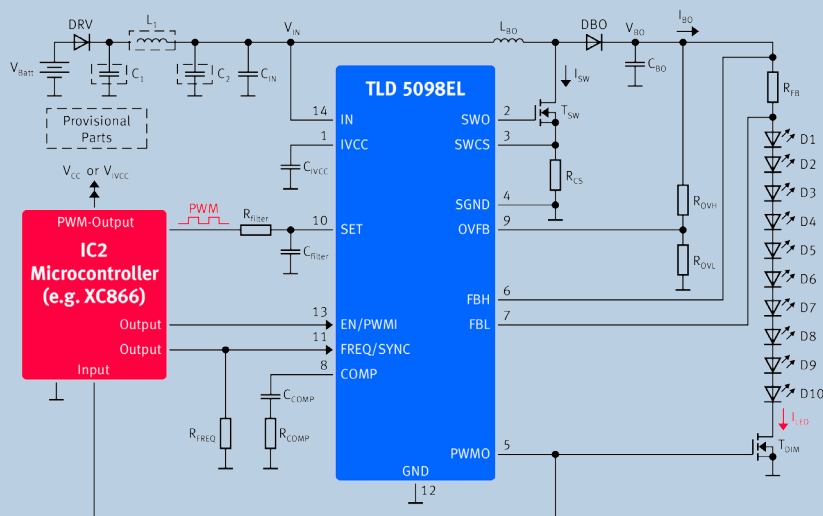 DRV
L1
VIN
LBO
DBO
VBO
IBO
VBatt
C1
C2
CIN
ISW
CBO
RFB
Provisional
Parts
TLD 5098EL
14
IN
SWO
2
TSW
1
IVCC
SWCS
3
CIVCC
RCS
VCC or VIVCC
SGND
4
PWM-Output
PWM
Rfilter
10
SET
OVFB
9
ROVH
ROVL
Cfilter
IC2
Microcontroller
(e.g. XC866)
FBH
6
Output
13
EN/PWMI
FBL
7
Output
11
FREQ/SYNC
Input
8
COMP
CCOMP
RFREQ
RCOMP
PWMO
5
GND
12
D1
D2
D3
D4
D5
D6
D7
D8
D9
D10
ILED
TDIM